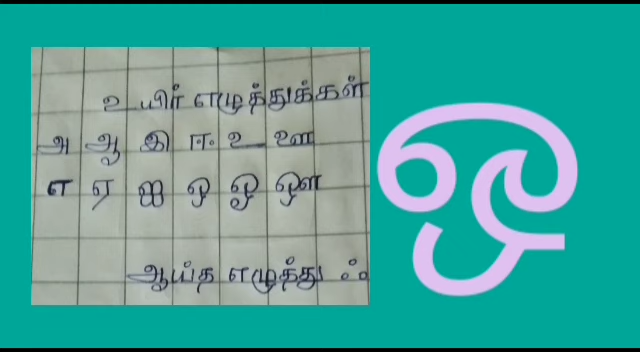 உயிர் எழுத்துக்கள்
அ ஆ இ ஈ உ ஊ
எ ஏ ஐ ஒ ஓ ஔ
ஆய்த எழுத்து ஃ
ஓ